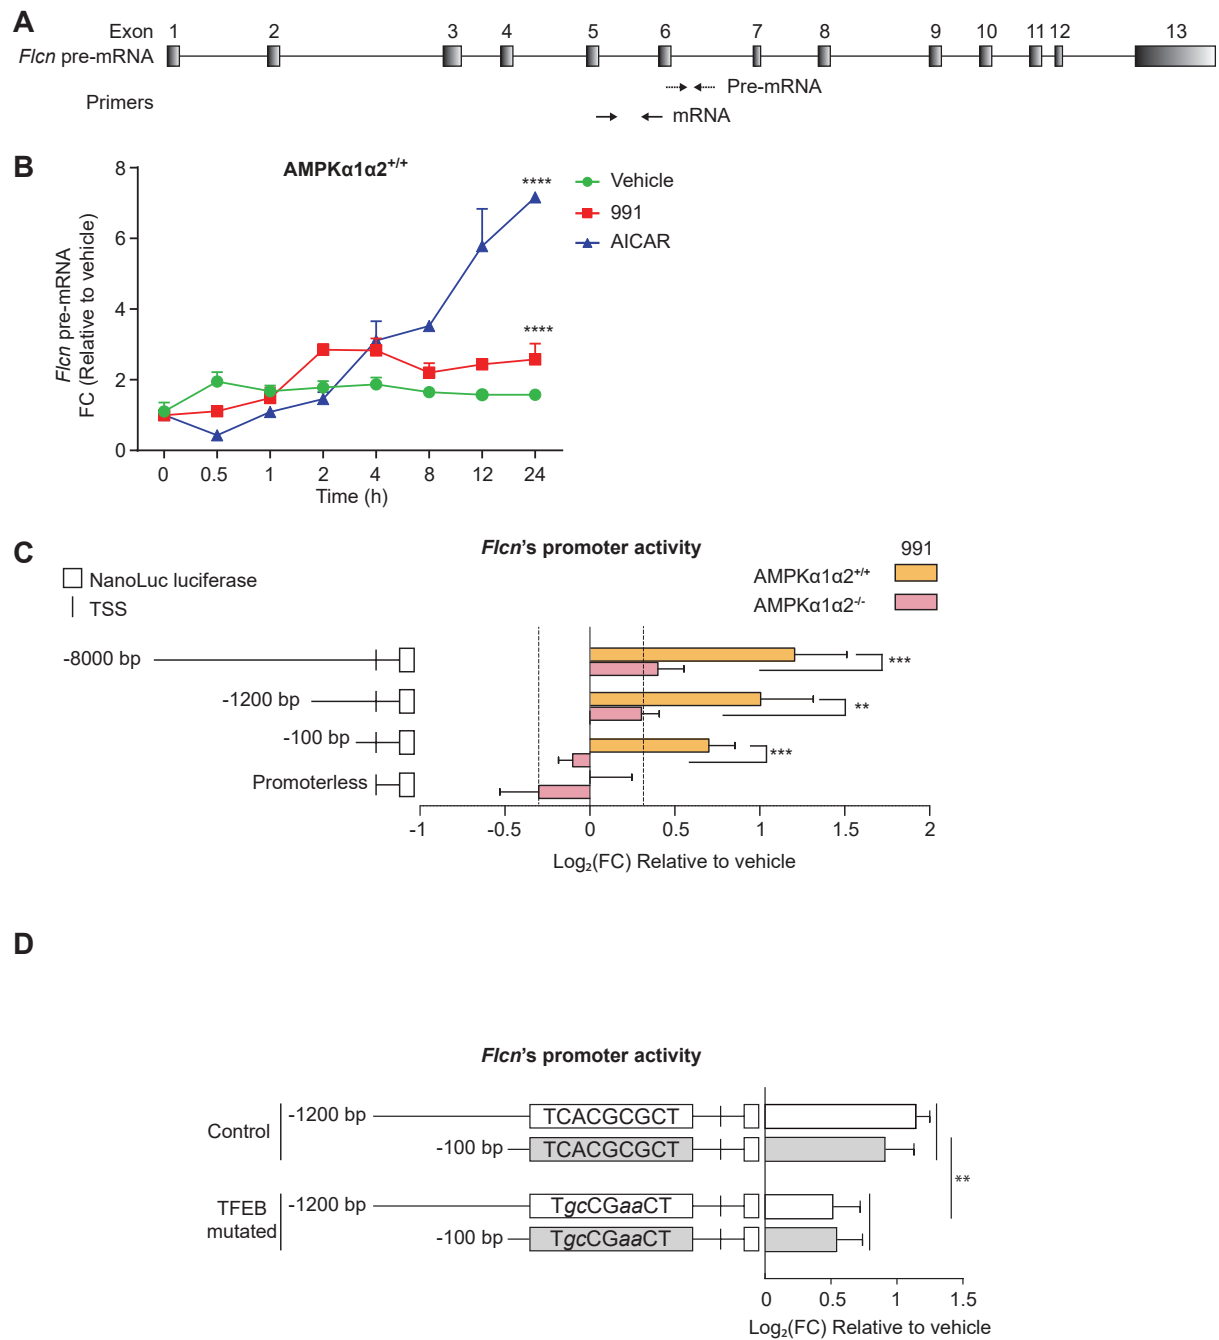 A
Exon 1 2 3 4 5 6 7 8 9 10 11 12 13
Flcn pre-mRNA
Primers
Pre-mRNA
mRNA
B
AMPKα1α2+/+
Flcn pre-mRNA
FC (Relative to vehicle)
8
6
4
2
0
0 0.5 1 2 4 8 12 24
Time (h)
****
****
Vehicle
991
AICAR
C
Flcn's promoter activity
NanoLuc luciferase
TSS
991
AMPKα1α2+/+
AMPKα1α2-/-
-8000 bp
***
-1200 bp
**
-100 bp
***
Promoterless
-1 -0.5 0 0.5 1 1.5 2
Log₂(FC) Relative to vehicle
D
Flcn's promoter activity
Control
-1200 bp TCACGCGCT
-100 bp TCACGCGCT
**
TFEB
mutated
-1200 bp TgcCGaaCT
-100 bp TgcCGaaCT
0 0.5 1 1.5
Log₂(FC) Relative to vehicle